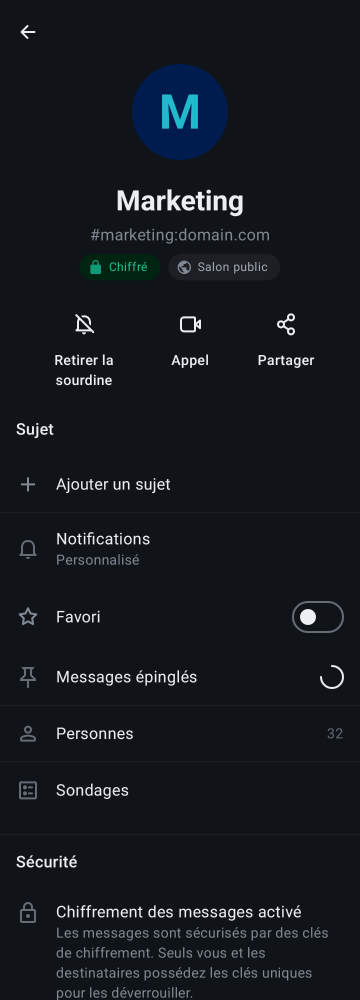 M
Marketing
#marketing:domain.com
Chiffré
Salon public
Retirer la
sourdine
Appel
Partager
Sujet
Ajouter un sujet
Notifications
Personnalisé
Favori
Messages épinglés
Personnes
32
Sondages
Sécurité
Chiffrement des messages activé
Les messages sont sécurisés par des clés
de chiffrement. Seuls vous et les
destinataires possédez les clés uniques
pour les déverrouiller.